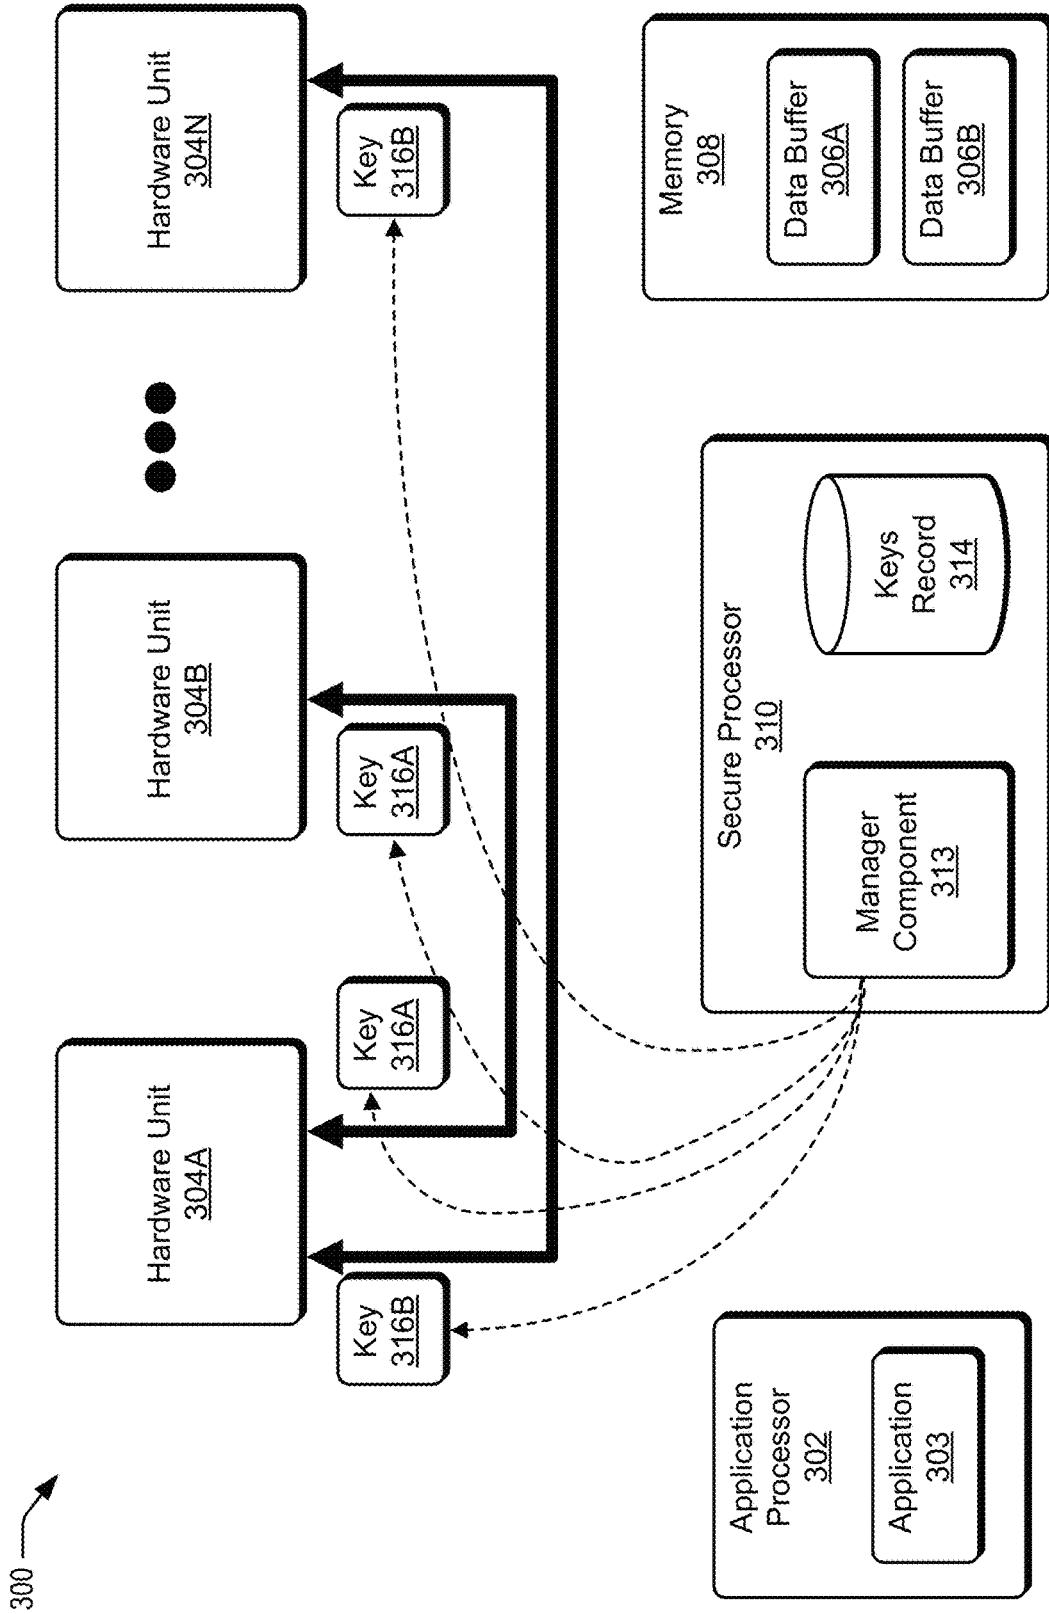 300
Hardware Unit
304A
Hardware Unit
304B
Hardware Unit
304N
Key
316B
Key
316A
Key
316A
Key
316B
Application
Processor
302
Application
303
Secure Processor
310
Manager
Component
313
Keys
Record
314
Memory
308
Data Buffer
306A
Data Buffer
306B